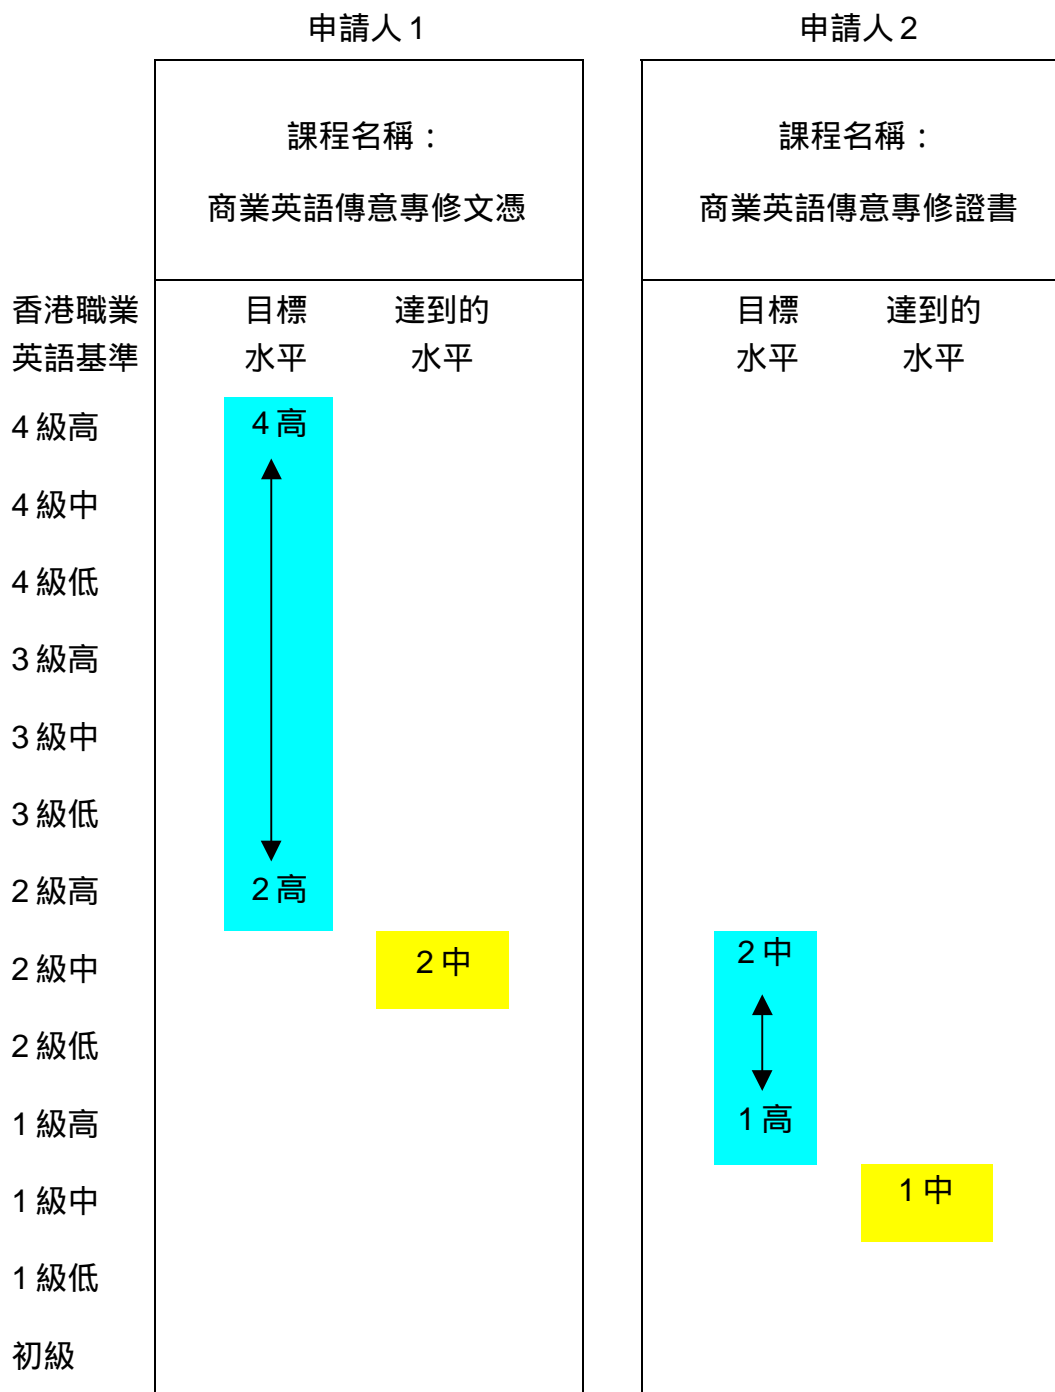 申請人 1
申請人 2
課程名稱：
商業英語傳意專修文憑
課程名稱：
商業英語傳意專修證書
香港職業 目標 達到的 目標 達到的
英語基準 水平 水平 水平 水平
4 級高 4 高
4 級中
4 級低
3 級高
3 級中
3 級低
2 級高 2 高
2 級中 2 中 2 中
2 級低
1 級高 1 高
1 級中 1 中
1 級低
初級